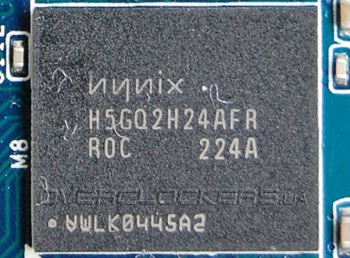 hynix
H5GQ2H24AFR
R0C 224A
M8
OVERCLOCKERS.UA
AWLK0445A2